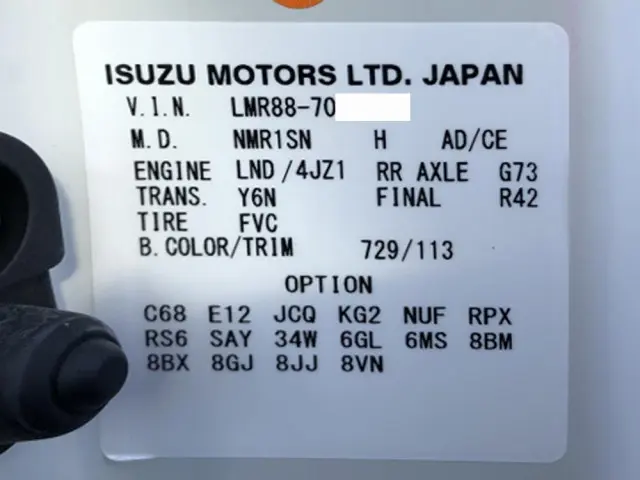 ISUZU MOTORS LTD. JAPAN
V.I.N. LMR88-70
M.D. NMR1SN H AD/CE
ENGINE LND/4JZ1 RR AXLE G73
TRANS. Y6N FINAL R42
TIRE FVC
B.COLOR/TRIM 729/113
OPTION
C68 E12 JCQ KG2 NUF RPX
RS6 SAY 34W 6GL 6MS 8BM
8BX 8GJ 8JJ 8VN